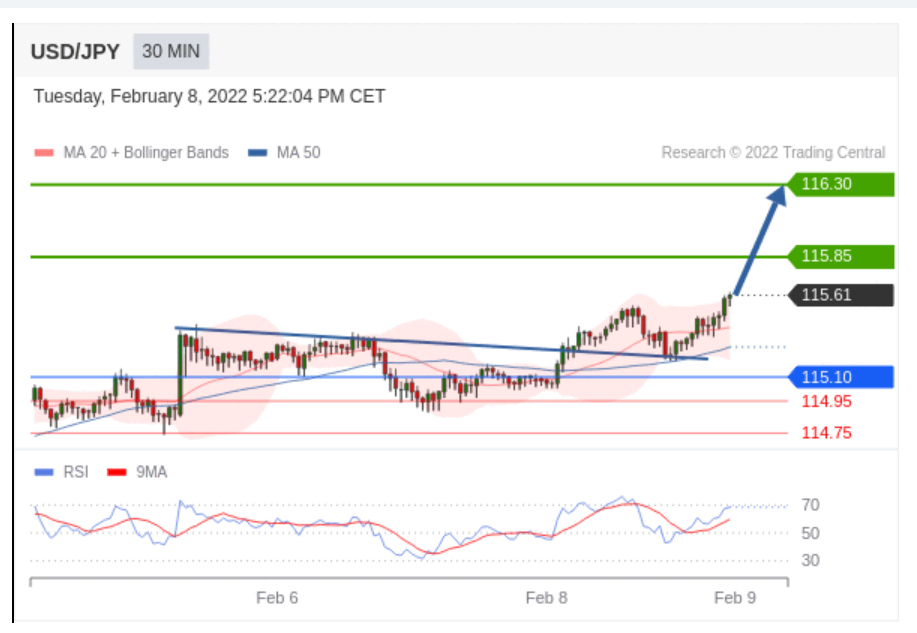 USD/JPY 30 MIN
Tuesday, February 8, 2022 5:22:04 PM CET
MA 20 + Bollinger Bands MA 50 Research © 2022 Trading Central
116.30
115.85
115.61
115.10
114.95
114.75
RSI 9MA
70
50
30
Feb 6 Feb 8 Feb 9